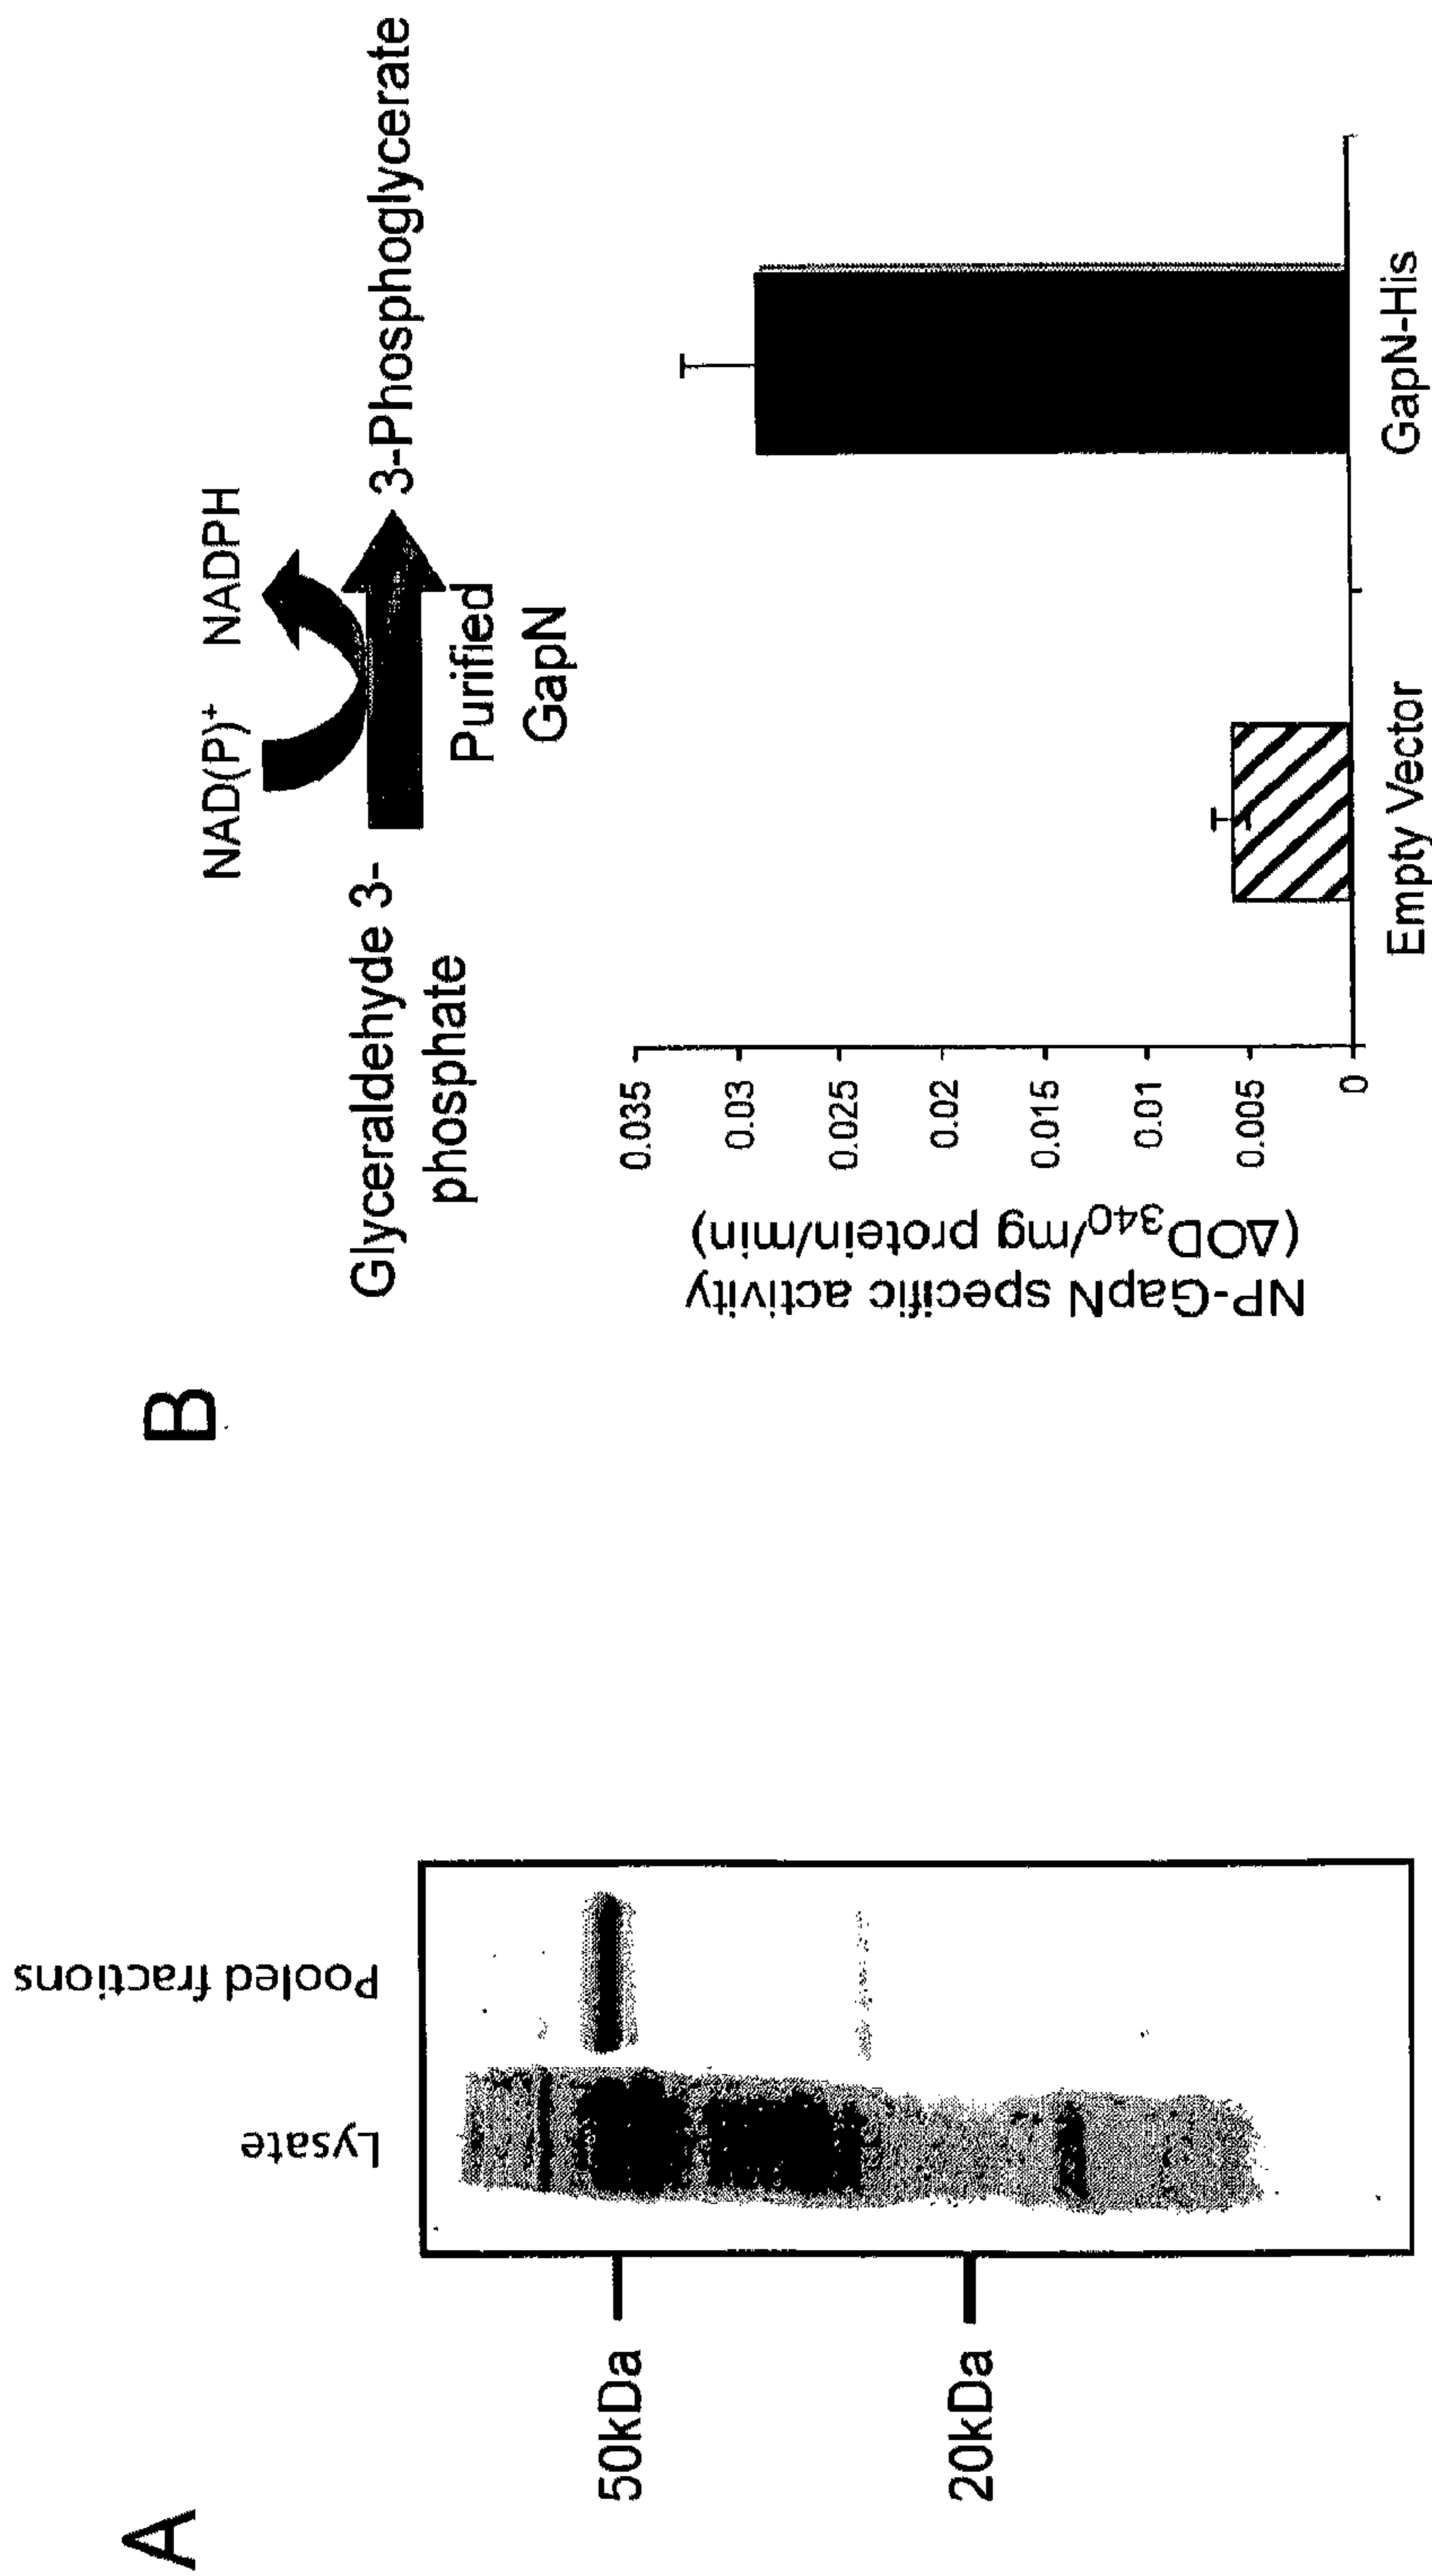 A
Lysate
Pooled fractions
50kDa
20kDa
B
NAD(P)+ NADPH
Glyceraldehyde 3-
phosphate
3-Phosphoglycerate
Purified
GapN
NP-GapN specific activity
(ΔOD340/mg protein/min)
0.035
0.03
0.025
0.02
0.015
0.01
0.005
0
Empty Vector
GapN-His